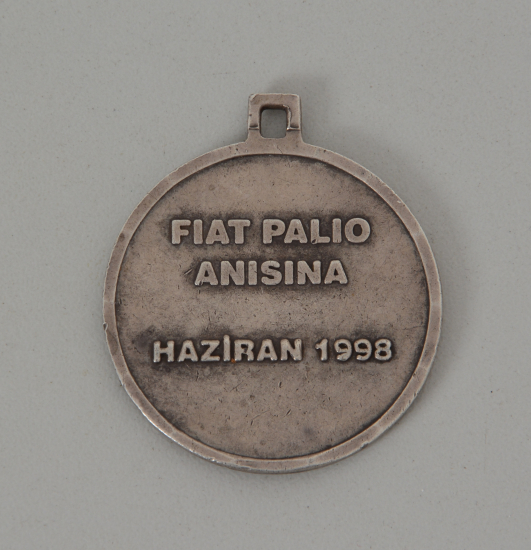 FIAT PALIO
ANISINA
HAZİRAN 1998